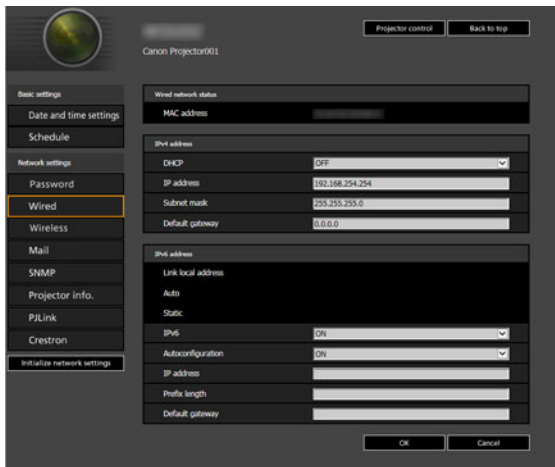 Projector control Back to top
Canon Projector001
Basic settings
Date and time settings
Schedule
Network settings
Password
Wired
Wireless
Mail
SNMP
Projector info.
PJLink
Crestron
Initialize network settings
Wired network status
MAC address
IPv4 address
DHCP OFF
IP address 192.168.254.254
Subnet mask 255.255.255.0
Default gateway 0.0.0.0
IPv6 address
Link local address
Auto
Static
IPv6 ON
Autoconfiguration ON
IP address
Prefix length
Default gateway
OK Cancel